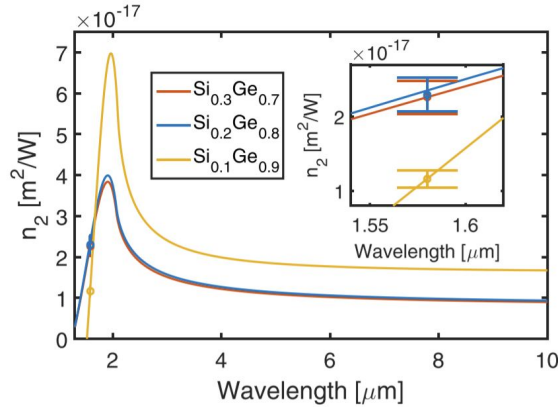 ×10⁻¹⁷
7
6
5
4
3
2
1
0
n₂ [m²/W]
2
4
6
8
10
Wavelength [μm]
Si₀.₃Ge₀.₇
Si₀.₂Ge₀.₈
Si₀.₁Ge₀.₉
×10⁻¹⁷
2
1
n₂ [m²/W]
1.55
1.6
Wavelength [μm]